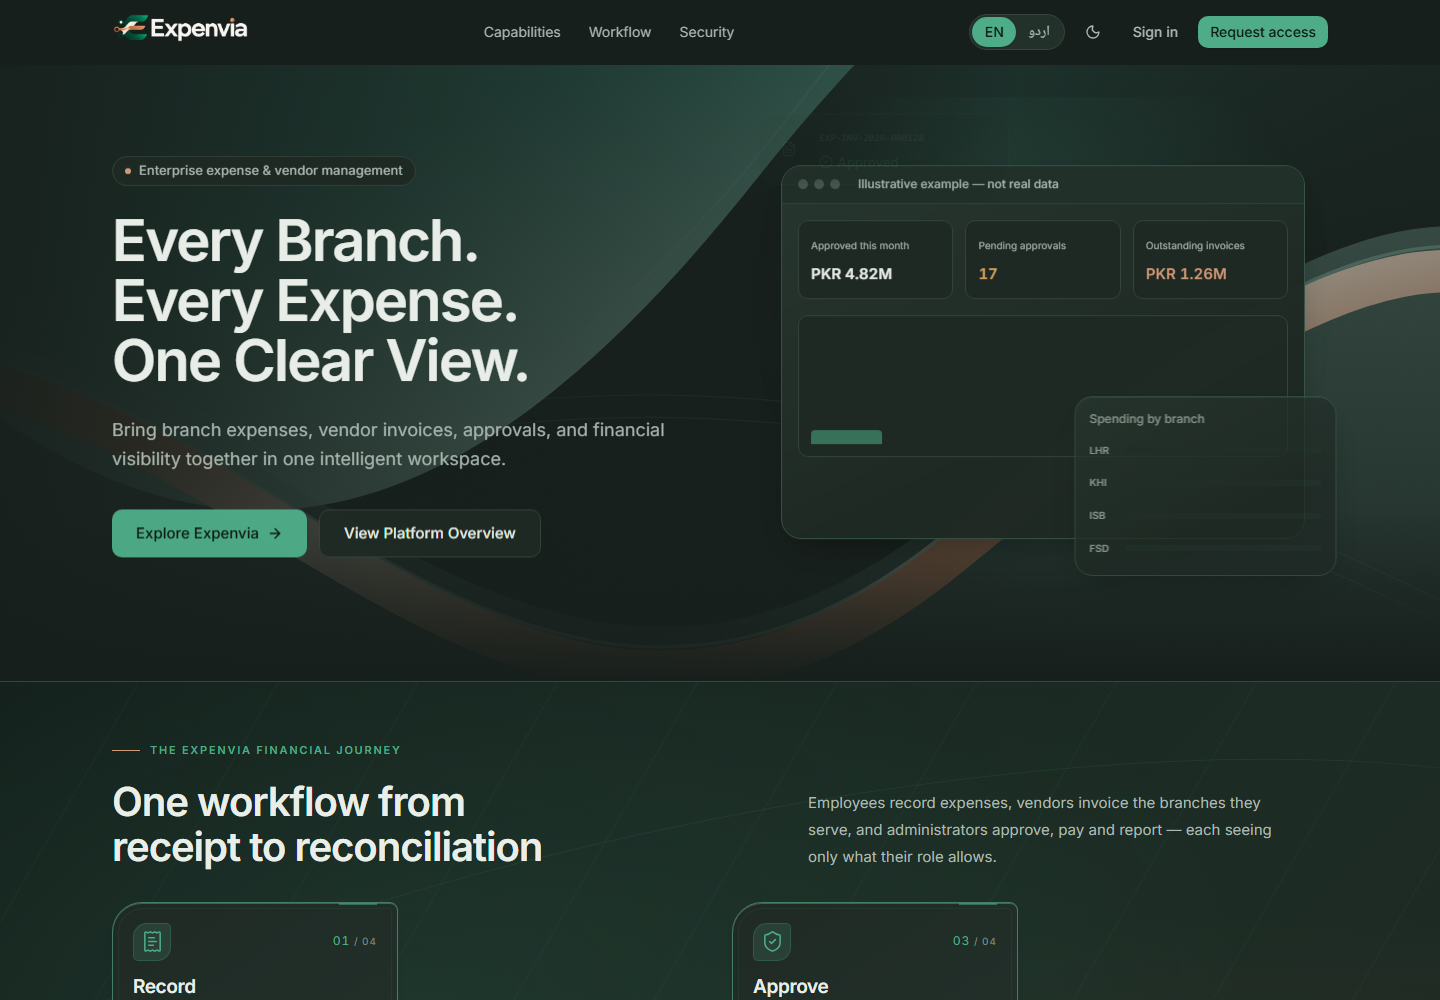 Expenvia
Capabilities
Workflow
Security
EN
اردو
Sign in
Request access
Enterprise expense & vendor management
Every Branch.
Every Expense.
One Clear View.
Bring branch expenses, vendor invoices, approvals, and financial
visibility together in one intelligent workspace.
Explore Expenvia
View Platform Overview
Approved
Illustrative example — not real data
Approved this month
PKR 4.82M
Pending approvals
17
Outstanding invoices
PKR 1.26M
Spending by branch
LHR
KHI
ISB
FSD
THE EXPENVIA FINANCIAL JOURNEY
One workflow from
receipt to reconciliation
Employees record expenses, vendors invoice the branches they
serve, and administrators approve, pay and report — each seeing
only what their role allows.
01 / 04
Record
03 / 04
Approve